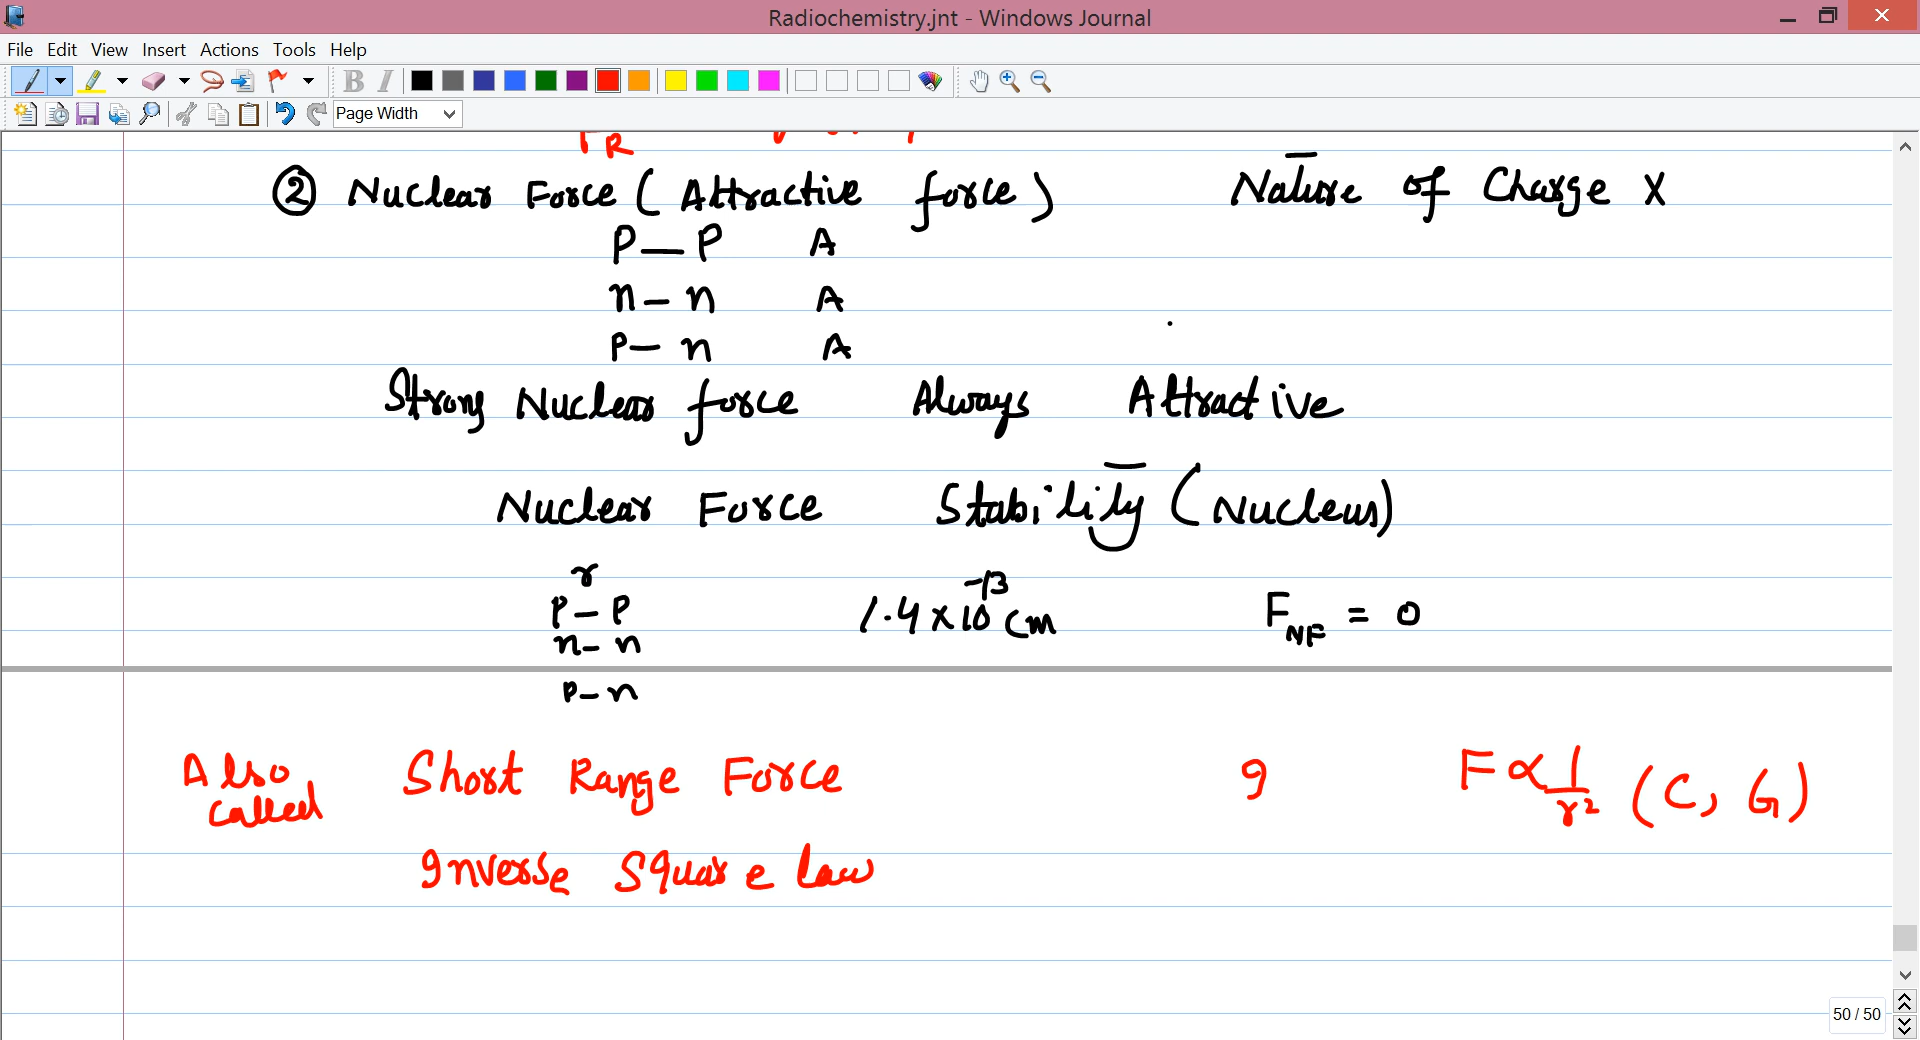 Radiochemistry.jnt - Windows Journal
File Edit View Insert Actions Tools Help
B I
Page Width
F_R
② Nuclear Force (Attractive force) Nature of Charge X
P — P A
n — n A
P — n A
Strong Nuclear force Always Attractive
Nuclear Force Stability (Nucleus)
r
P — P 1.4 × 10⁻¹³ cm F_NF = 0
n — n
P — n
Also called Short Range Force 9 F ∝ 1/r² (C, G)
Inverse Square law
50 / 50